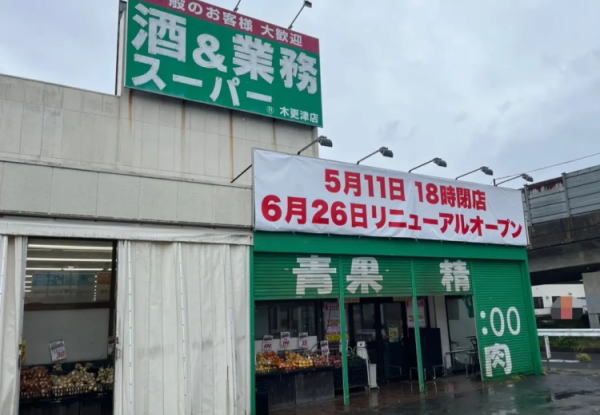 般のお客様 大歓迎
酒&業務
スーパー
木更津店
5月11日 18時閉店
6月26日リニューアルオープン
青果 精
:00
肉